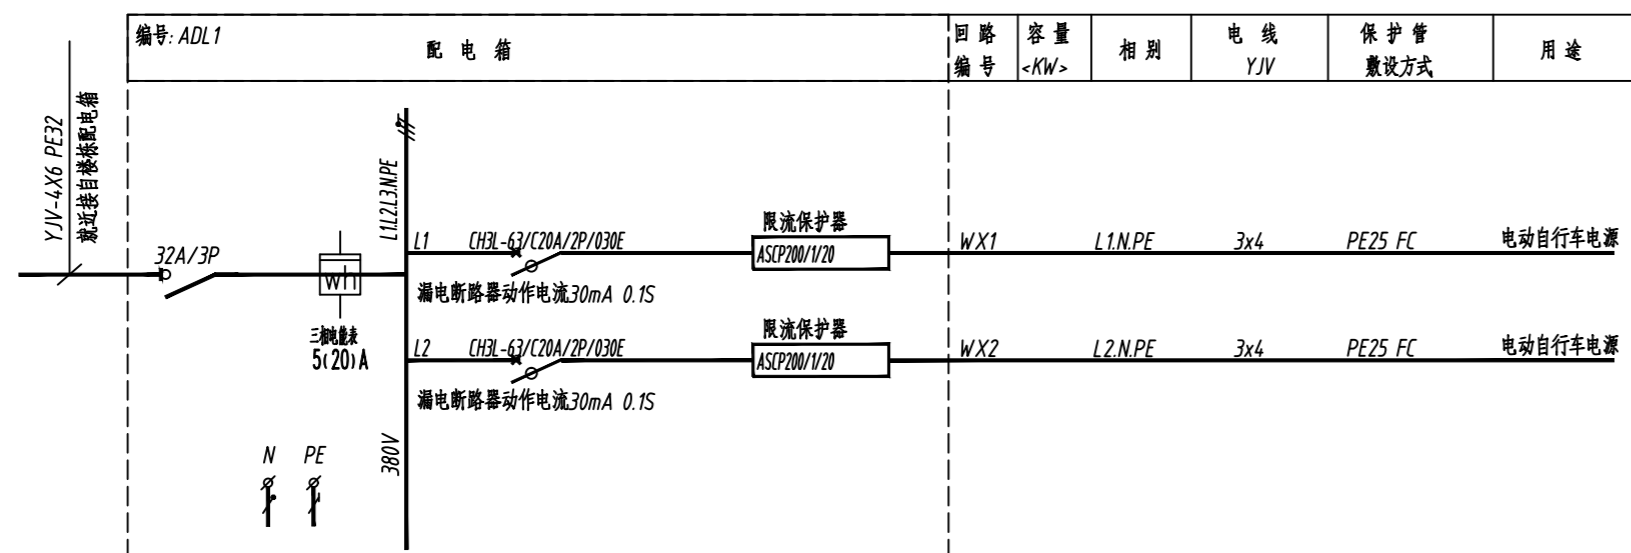 编号: ADL1
配 电 箱
回 路
编 号
容 量
<KW>
相 别
电 线
YJV
保 护 管
敷设方式
用 途
YJV-4X6 PE32
就近接自楼栋配电箱
32A/3P
wh
三相电能表
5(20)A
L1.L2.L3.N.PE
380V
N
PE
L1
CH3L-63/C20A/2P/030E
漏电断路器动作电流30mA 0.1S
限流保护器
ASCP200/1/20
WX1
L1.N.PE
3x4
PE25 FC
电动自行车电源
L2
CH3L-63/C20A/2P/030E
漏电断路器动作电流30mA 0.1S
限流保护器
ASCP200/1/20
WX2
L2.N.PE
3x4
PE25 FC
电动自行车电源